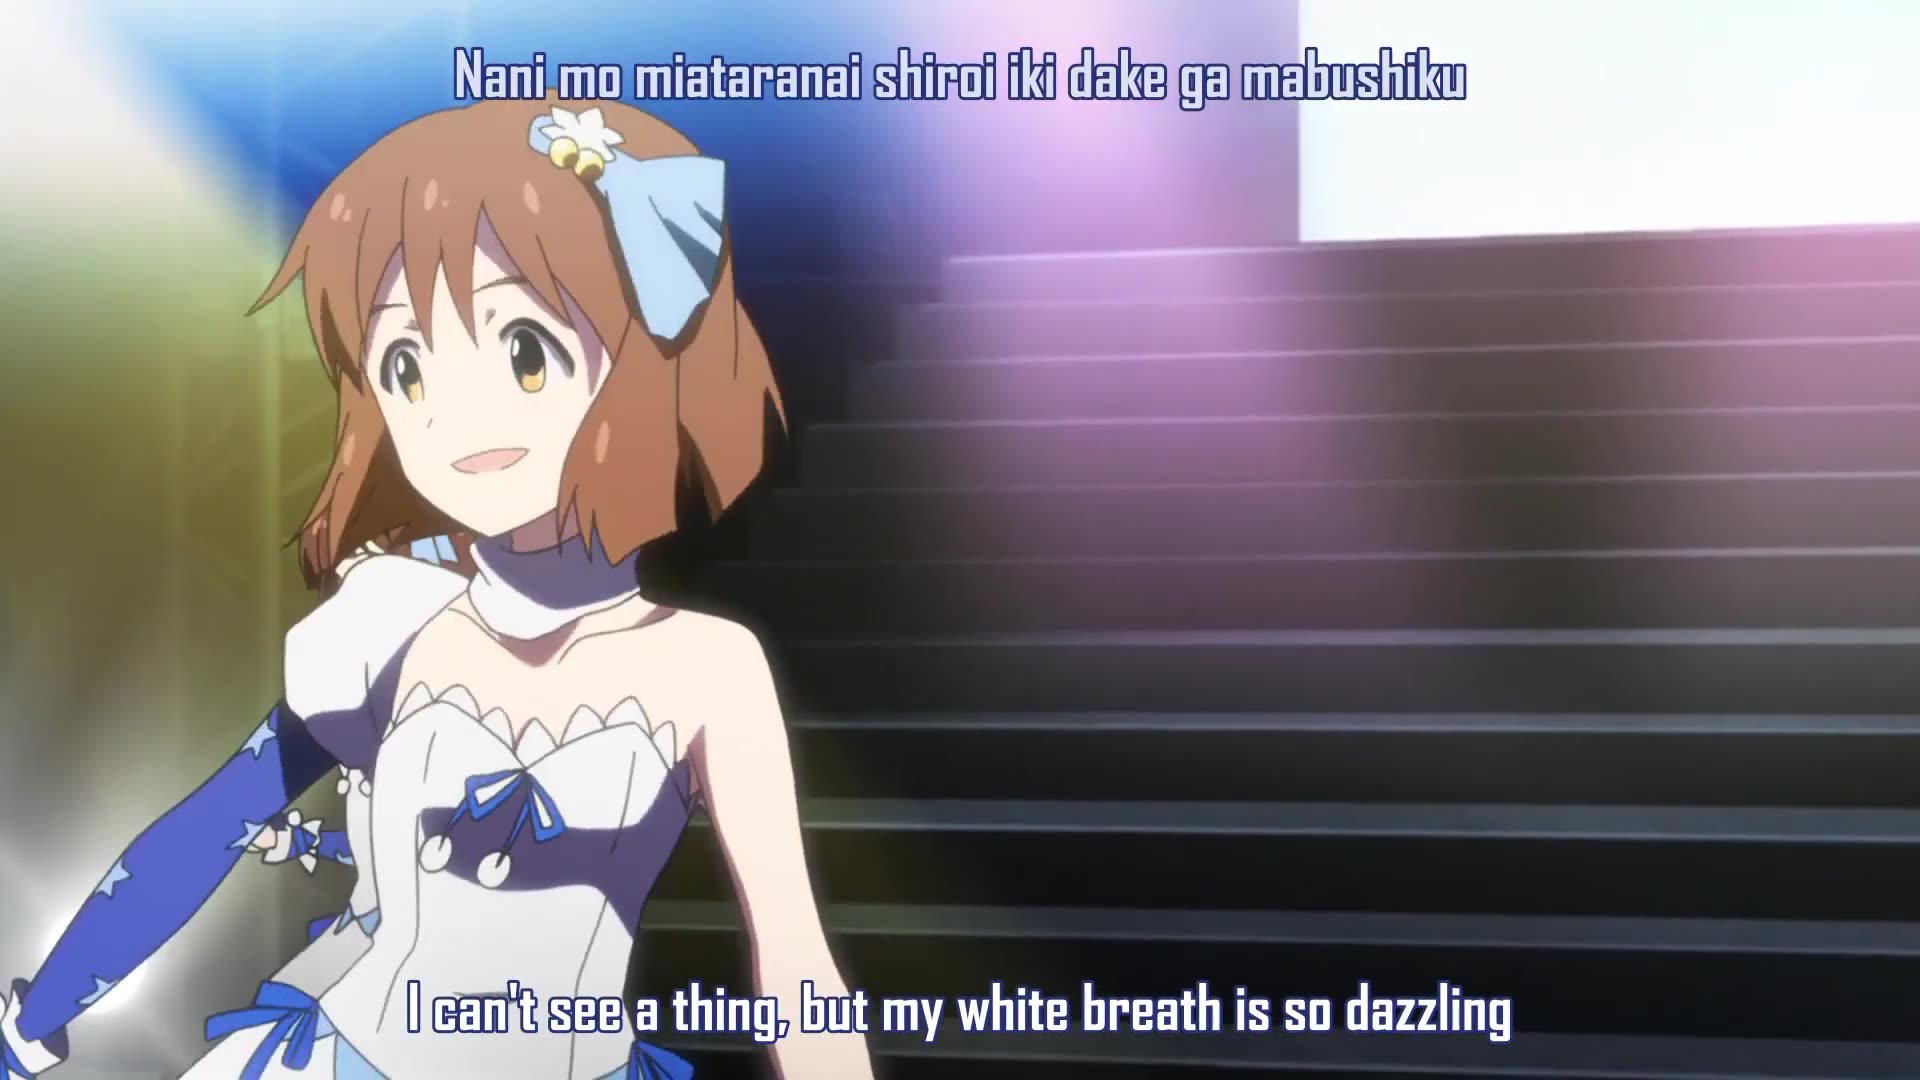 Nani mo miataranai shiroi iki dake ga mabushiku
I can't see a thing, but my white breath is so dazzling